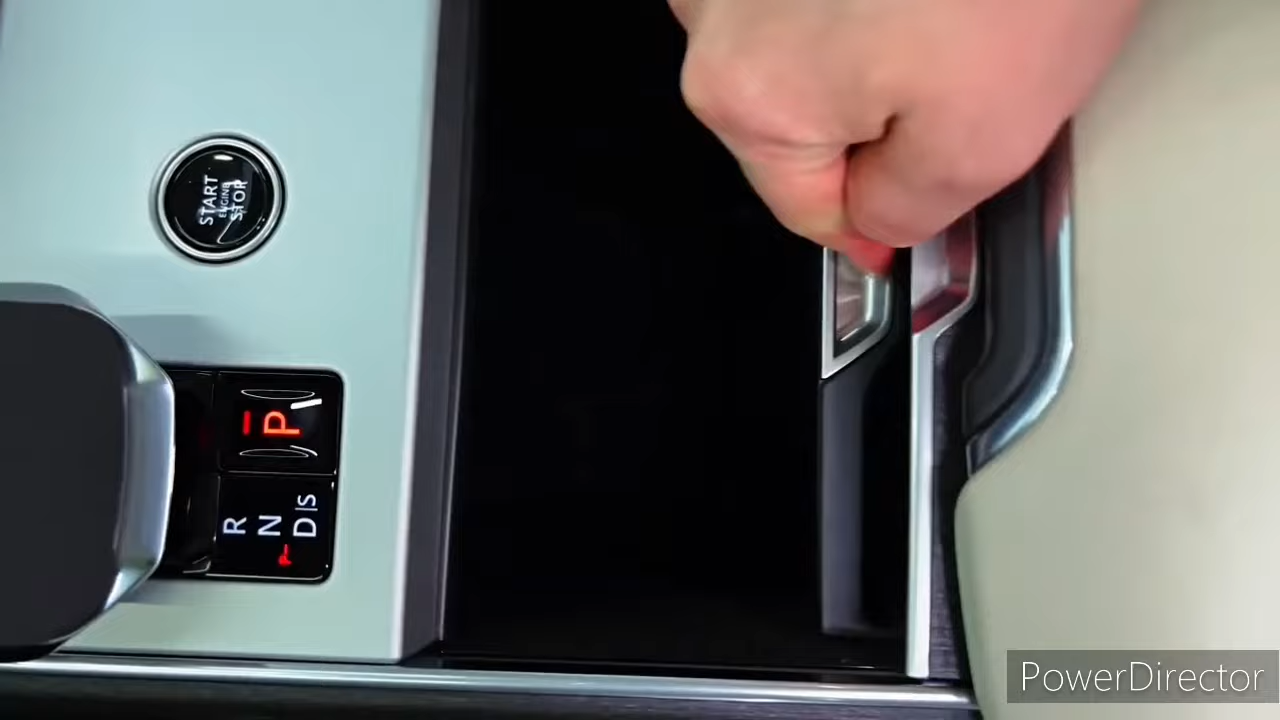 START
ENGINE
STOP
P
R
N
D|S
P
PowerDirector